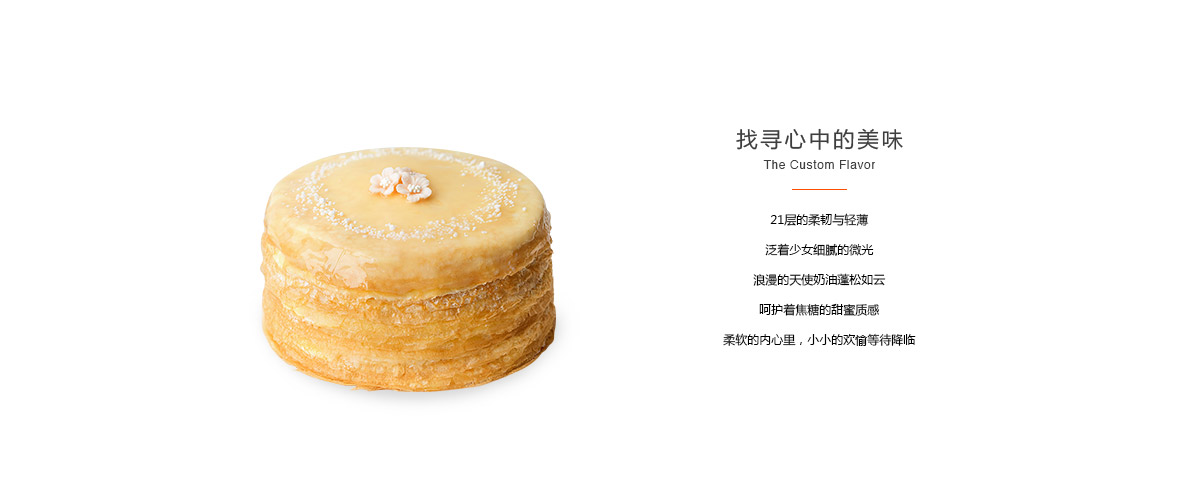 找寻心中的美味
The Custom Flavor
21层的柔韧与轻薄
泛着少女细腻的微光
浪漫的天使奶油蓬松如云
呵护着焦糖的甜蜜质感
柔软的内心里，小小的欢愉等待降临